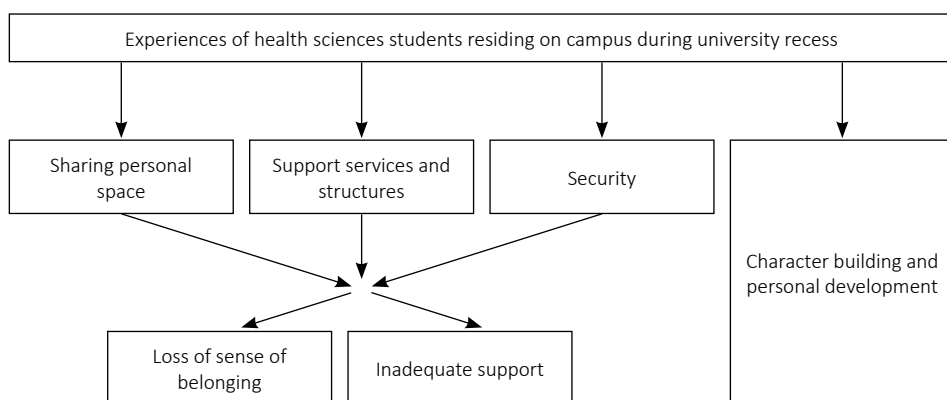 Experiences of health sciences students residing on campus during university recess
Sharing personal
space
Support services and
structures
Security
Character building and
personal development
Loss of sense of
belonging
Inadequate support